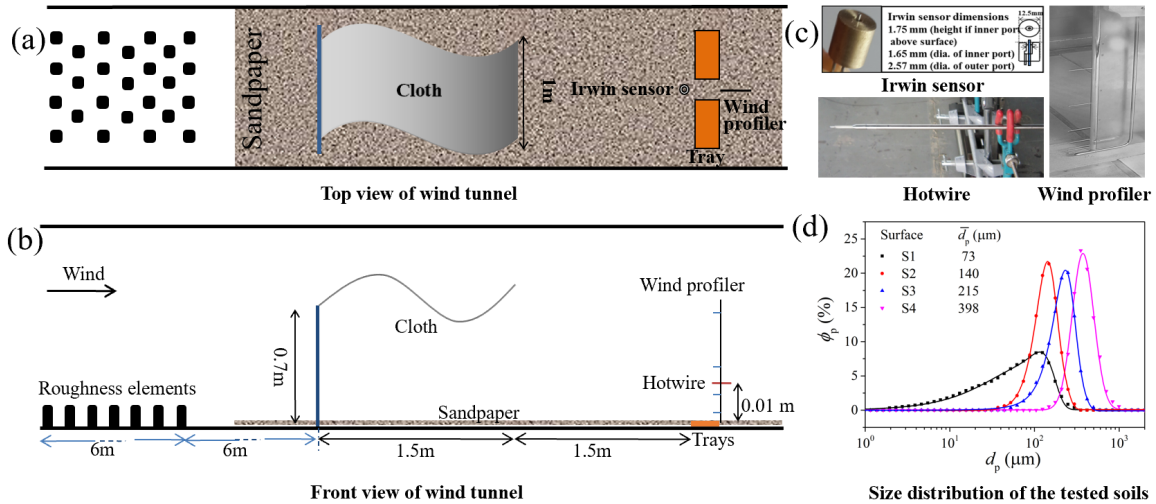 (a)
Sandpaper
Cloth
1m
Irwin sensor
Wind
profiler
Tray
Top view of wind tunnel
(b)
Wind
Cloth
0.7m
Roughness elements
Sandpaper
Wind profiler
Hotwire
0.01 m
Trays
6m
6m
1.5m
1.5m
Front view of wind tunnel
(c)
Irwin sensor dimensions
1.75 mm (height if inner port
above surface)
1.65 mm (dia. of inner port)
2.57 mm (dia. of outer port)
12.5mm
Irwin sensor
Hotwire
Wind profiler
(d)
Surface d̅p (μm)
S1 73
S2 140
S3 215
S4 398
ϕp (%)
25
20
15
10
5
0
10⁰ 10¹ 10² 10³
dp (μm)
Size distribution of the tested soils